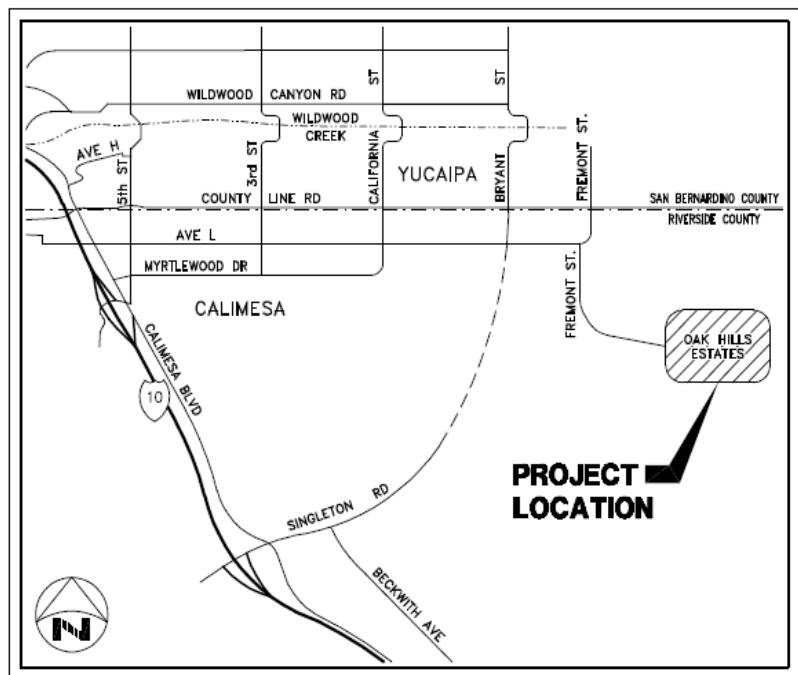 ST
ST
WILDWOOD CANYON RD
WILDWOOD
CREEK
AVE H
5th ST
3rd ST
CALIFORNIA
YUCAIPA
BRYANT
FREMONT ST.
COUNTY LINE RD
SAN BERNARDINO COUNTY
RIVERSIDE COUNTY
AVE L
MYRTLEWOOD DR
FREMONT ST.
CALIMESA
CALIMESA BLVD
OAK HILLS
ESTATES
10
PROJECT
LOCATION
SINGLETON RD
BECKWITH AVE
N